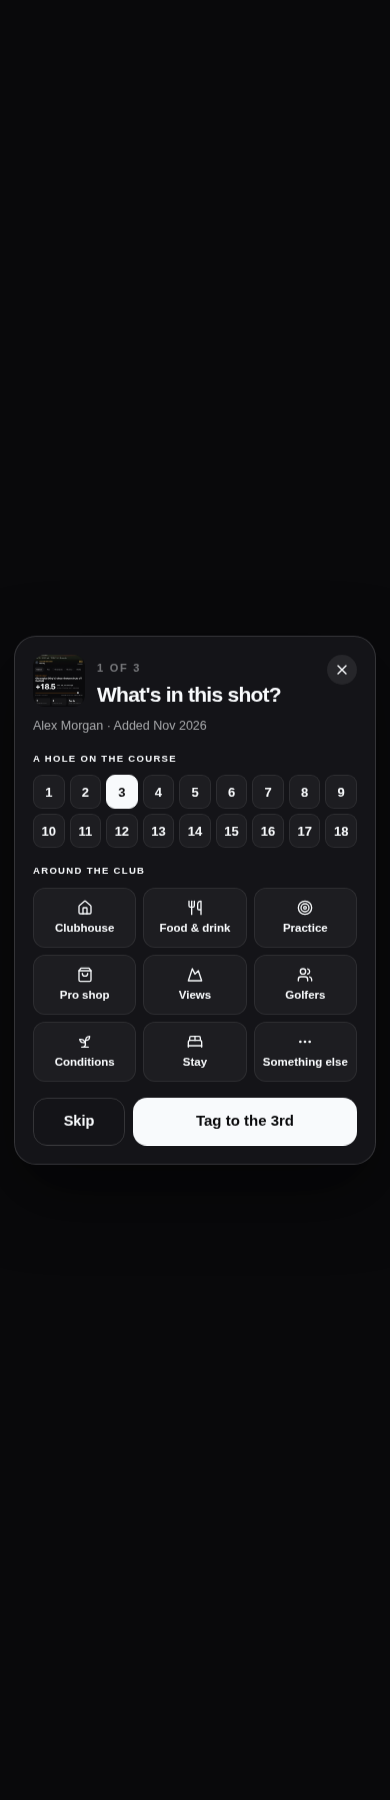 +18.5
1 OF 3
What's in this shot?
Alex Morgan · Added Nov 2026
A HOLE ON THE COURSE
1 2 3 4 5 6 7 8 9
10 11 12 13 14 15 16 17 18
AROUND THE CLUB
Clubhouse Food & drink Practice
Pro shop Views Golfers
Conditions Stay Something else
Skip Tag to the 3rd